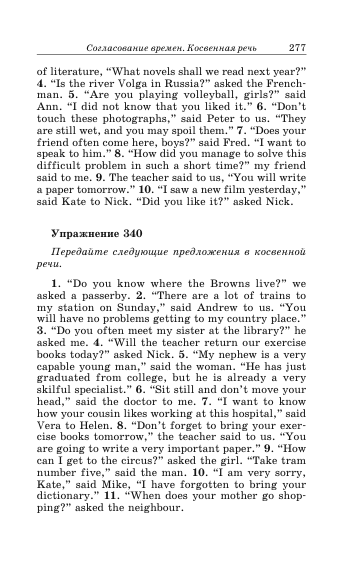 Согласование времен. Косвенная речь 277
of literature, “What novels shall we read next year?”
4. “Is the river Volga in Russia?” asked the French-
man. 5. “Are you playing volleyball, girls?” said
Ann. “I did not know that you liked it.” 6. “Don’t
touch these photographs,” said Peter to us. “They
are still wet, and you may spoil them.” 7. “Does your
friend often come here, boys?” said Fred. “I want to
speak to him.” 8. “How did you manage to solve this
difficult problem in such a short time?” my friend
said to me. 9. The teacher said to us, “You will write
a paper tomorrow.” 10. “I saw a new film yesterday,”
said Kate to Nick. “Did you like it?” asked Nick.
Упражнение 340
Передайте следующие предложения в косвенной
речи.
1. “Do you know where the Browns live?” we
asked a passerby. 2. “There are a lot of trains to
my station on Sunday,” said Andrew to us. “You
will have no problems getting to my country place.”
3. “Do you often meet my sister at the library?” he
asked me. 4. “Will the teacher return our exercise
books today?” asked Nick. 5. “My nephew is a very
capable young man,” said the woman. “He has just
graduated from college, but he is already a very
skilful specialist.” 6. “Sit still and don’t move your
head,” said the doctor to me. 7. “I want to know
how your cousin likes working at this hospital,” said
Vera to Helen. 8. “Don’t forget to bring your exer-
cise books tomorrow,” the teacher said to us. “You
are going to write a very important paper.” 9. “How
can I get to the circus?” asked the girl. “Take tram
number five,” said the man. 10. “I am very sorry,
Kate,” said Mike, “I have forgotten to bring your
dictionary.” 11. “When does your mother go shop-
ping?” asked the neighbour.